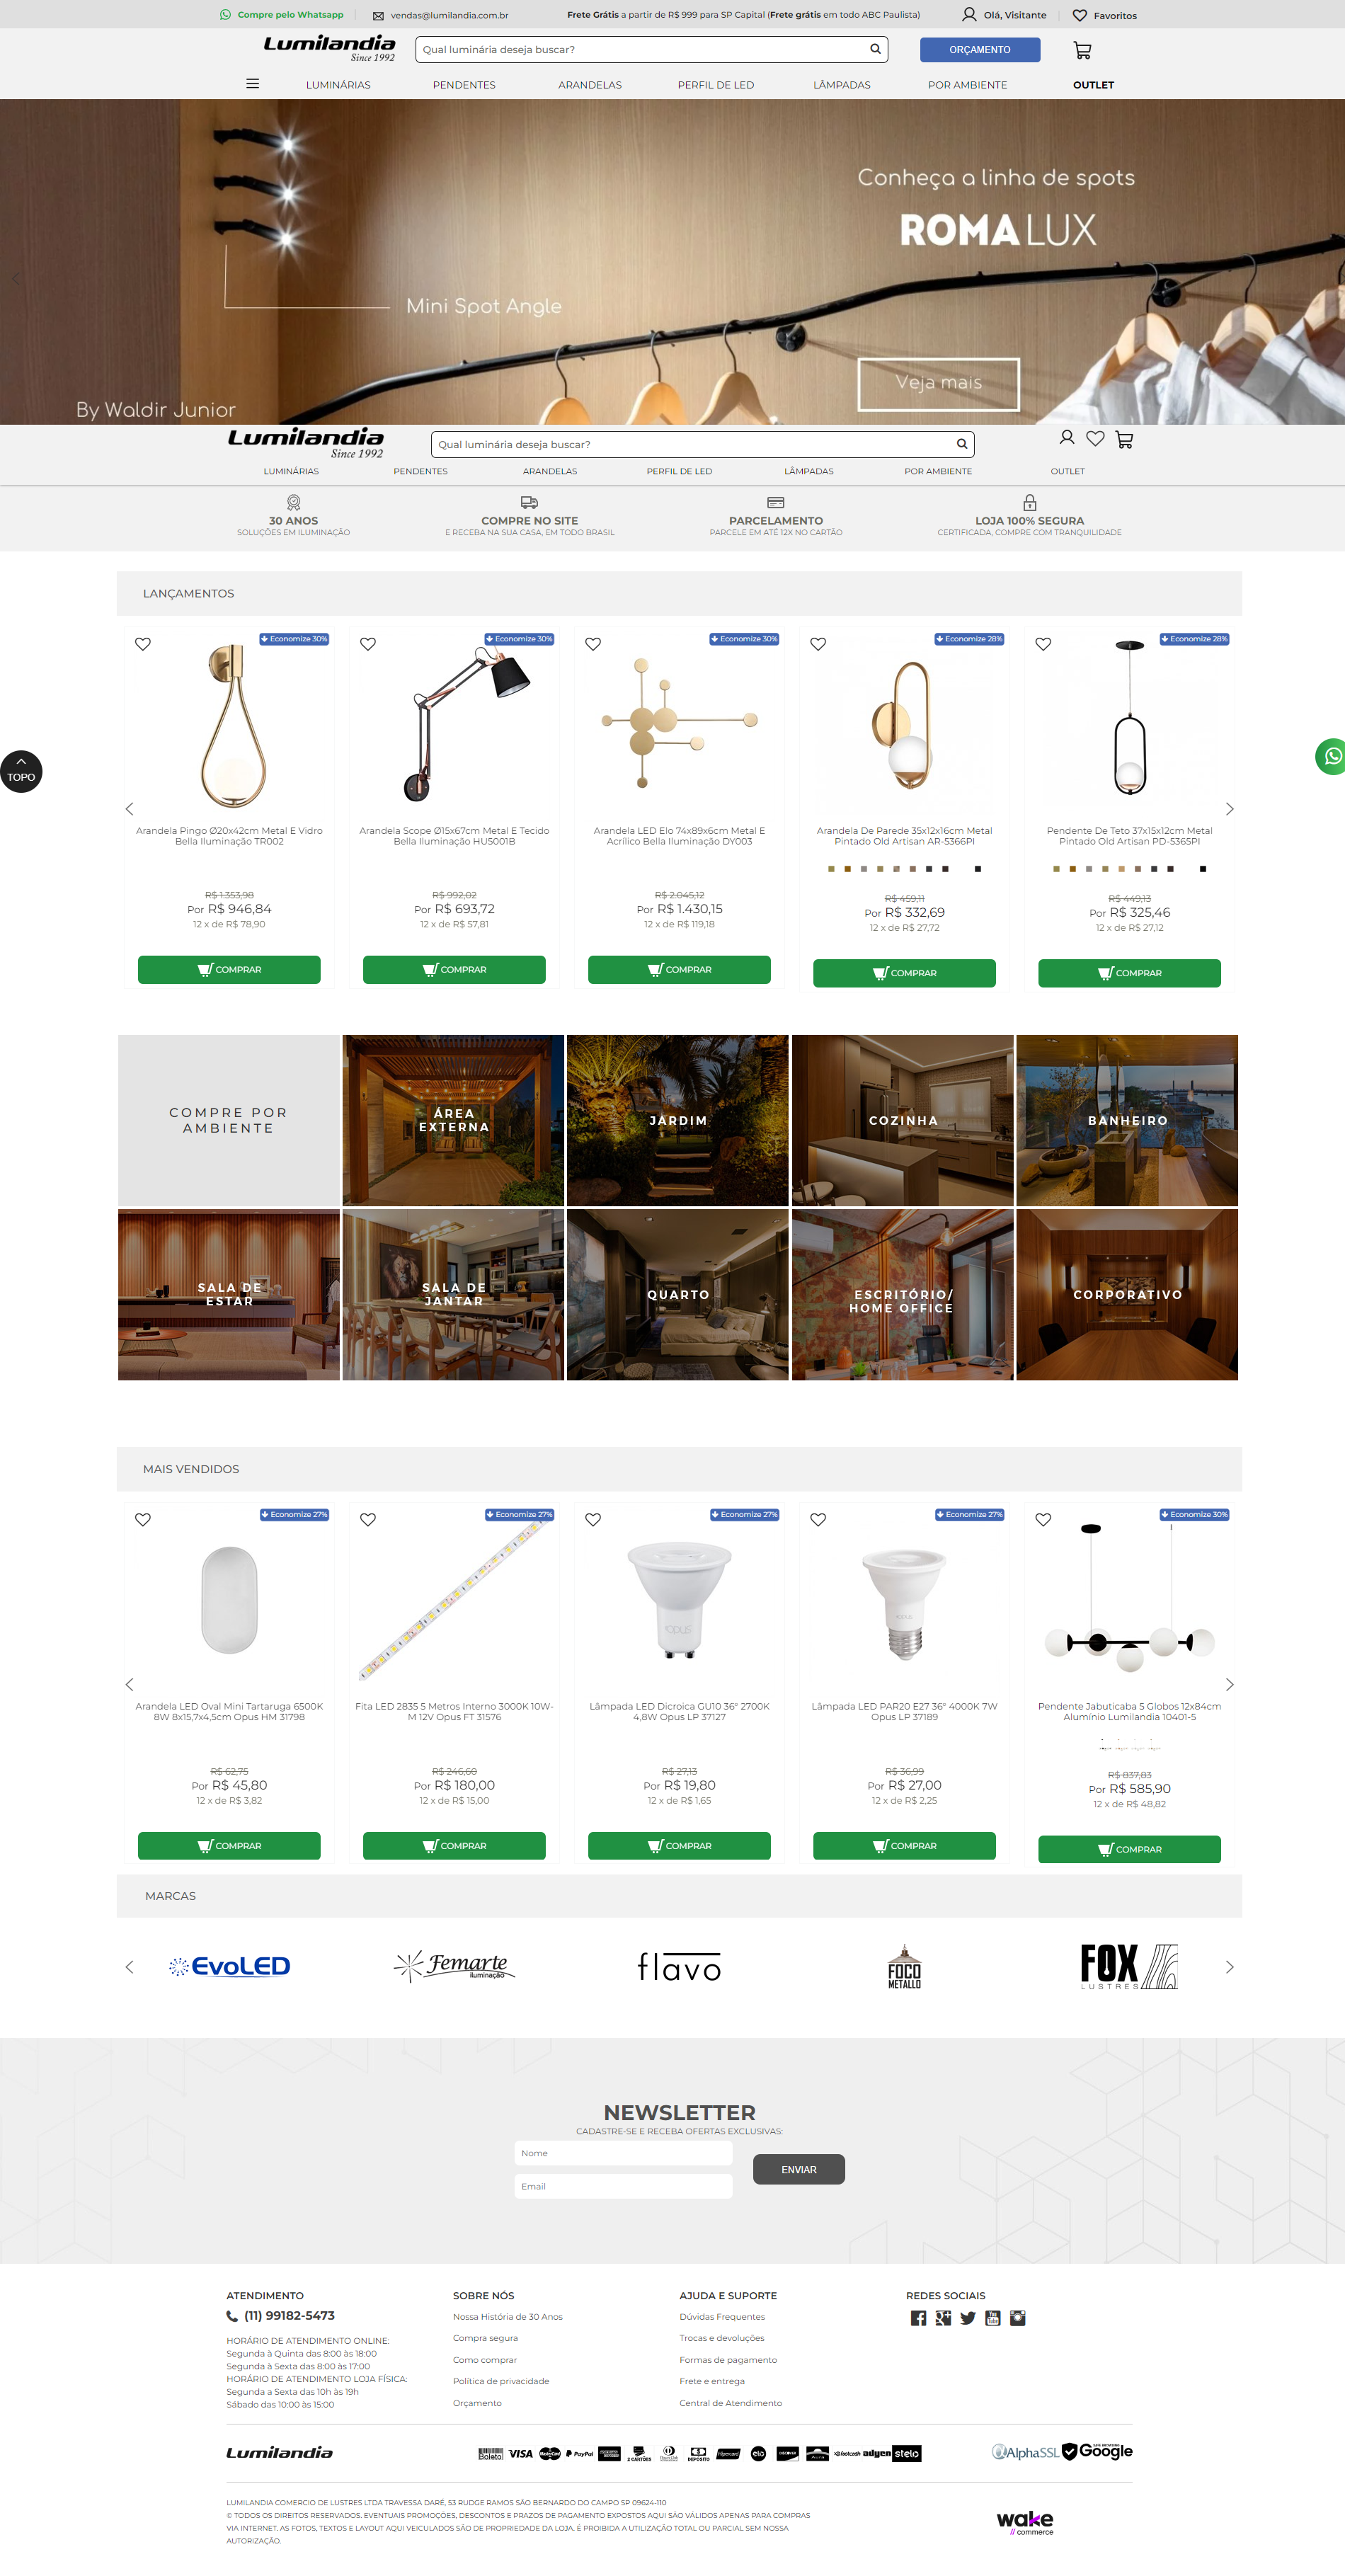 Compre pelo Whatsapp
vendas@lumilandia.com.br
Frete Grátis a partir de R$ 999 para SP Capital (Frete grátis em todo ABC Paulista)
Olá, Visitante
Favoritos
Lumilandia
Since 1992
Qual luminária deseja buscar?
ORÇAMENTO
LUMINÁRIAS
PENDENTES
ARANDELAS
PERFIL DE LED
LÂMPADAS
POR AMBIENTE
OUTLET
Conheça a linha de spots
ROMALUX
Mini Spot Angle
Veja mais
By Waldir Junior
Lumilandia
Since 1992
Qual luminária deseja buscar?
LUMINÁRIAS
PENDENTES
ARANDELAS
PERFIL DE LED
LÂMPADAS
POR AMBIENTE
OUTLET
30 ANOS
SOLUÇÕES EM ILUMINAÇÃO
COMPRE NO SITE
E RECEBA NA SUA CASA, EM TODO BRASIL
PARCELAMENTO
PARCELE EM ATÉ 12X NO CARTÃO
LOJA 100% SEGURA
CERTIFICADA, COMPRE COM TRANQUILIDADE
LANÇAMENTOS
Economize 30%
Economize 30%
Economize 30%
Economize 28%
Economize 28%
TOPO
Arandela Pingo Ø20x42cm Metal E Vidro
Bella Iluminação TR002
R$ 1.353,98
Por R$ 946,84
12 x de R$ 78,90
COMPRAR
Arandela Scope Ø15x67cm Metal E Tecido
Bella Iluminação HU5001B
R$ 992,02
Por R$ 693,72
12 x de R$ 57,81
COMPRAR
Arandela LED Elo 74x89x6cm Metal E
Acrílico Bella Iluminação DY003
R$ 2.045,12
Por R$ 1.430,15
12 x de R$ 119,18
COMPRAR
Arandela De Parede 35x12x16cm Metal
Pintado Old Artisan AR-5366PI
R$ 459,11
Por R$ 332,69
12 x de R$ 27,72
COMPRAR
Pendente De Teto 37x15x12cm Metal
Pintado Old Artisan PD-5365PI
R$ 449,13
Por R$ 325,46
12 x de R$ 27,12
COMPRAR
COMPRE POR
AMBIENTE
ÁREA
EXTERNA
JARDIM
COZINHA
BANHEIRO
SALA DE
ESTAR
SALA DE
JANTAR
QUARTO
ESCRITÓRIO/
HOME OFFICE
CORPORATIVO
MAIS VENDIDOS
Economize 27%
Economize 27%
Economize 27%
Economize 27%
Economize 30%
Arandela LED Oval Mini Tartaruga 6500K
8W 8x15,7x4,5cm Opus HM 31798
R$ 62,75
Por R$ 45,80
12 x de R$ 3,82
COMPRAR
Fita LED 2835 5 Metros Interno 3000K 10W-
M 12V Opus FT 31576
R$ 246,60
Por R$ 180,00
12 x de R$ 15,00
COMPRAR
Lâmpada LED Dicroica GU10 36° 2700K
4,8W Opus LP 37127
R$ 27,13
Por R$ 19,80
12 x de R$ 1,65
COMPRAR
Lâmpada LED PAR20 E27 36° 4000K 7W
Opus LP 37189
R$ 36,99
Por R$ 27,00
12 x de R$ 2,25
COMPRAR
Pendente Jabuticaba 5 Globos 12x84cm
Alumínio Lumilandia 10401-5
R$ 837,83
Por R$ 585,90
12 x de R$ 48,82
COMPRAR
MARCAS
EvoLED
Femarte
iluminação
flavo
FOCO
METALLO
FOX
LUSTRES
NEWSLETTER
CADASTRE-SE E RECEBA OFERTAS EXCLUSIVAS:
Nome
Email
ENVIAR
ATENDIMENTO
(11) 99182-5473
HORÁRIO DE ATENDIMENTO ONLINE:
Segunda à Quinta das 8:00 às 18:00
Segunda à Sexta das 8:00 às 17:00
HORÁRIO DE ATENDIMENTO LOJA FÍSICA:
Segunda a Sexta das 10h às 19h
Sábado das 10:00 às 15:00
SOBRE NÓS
Nossa História de 30 Anos
Compra segura
Como comprar
Política de privacidade
Orçamento
AJUDA E SUPORTE
Dúvidas Frequentes
Trocas e devoluções
Formas de pagamento
Frete e entrega
Central de Atendimento
REDES SOCIAIS
Lumilandia
Boleto
VISA
MasterCard
PayPal
2 CARTÕES
DEPÓSITO
Hipercard
elo
DISCOVER
adyen
stelo
AlphaSSL
Google
LUMILANDIA COMERCIO DE LUSTRES LTDA TRAVESSA DARÉ, 53 RUDGE RAMOS SÃO BERNARDO DO CAMPO SP 09624-110
© TODOS OS DIREITOS RESERVADOS. EVENTUAIS PROMOÇÕES, DESCONTOS E PRAZOS DE PAGAMENTO EXPOSTOS AQUI SÃO VÁLIDOS APENAS PARA COMPRAS
VIA INTERNET. AS FOTOS, TEXTOS E LAYOUT AQUI VEICULADOS SÃO DE PROPRIEDADE DA LOJA. É PROIBIDA A UTILIZAÇÃO TOTAL OU PARCIAL SEM NOSSA
AUTORIZAÇÃO.
wake
// commerce